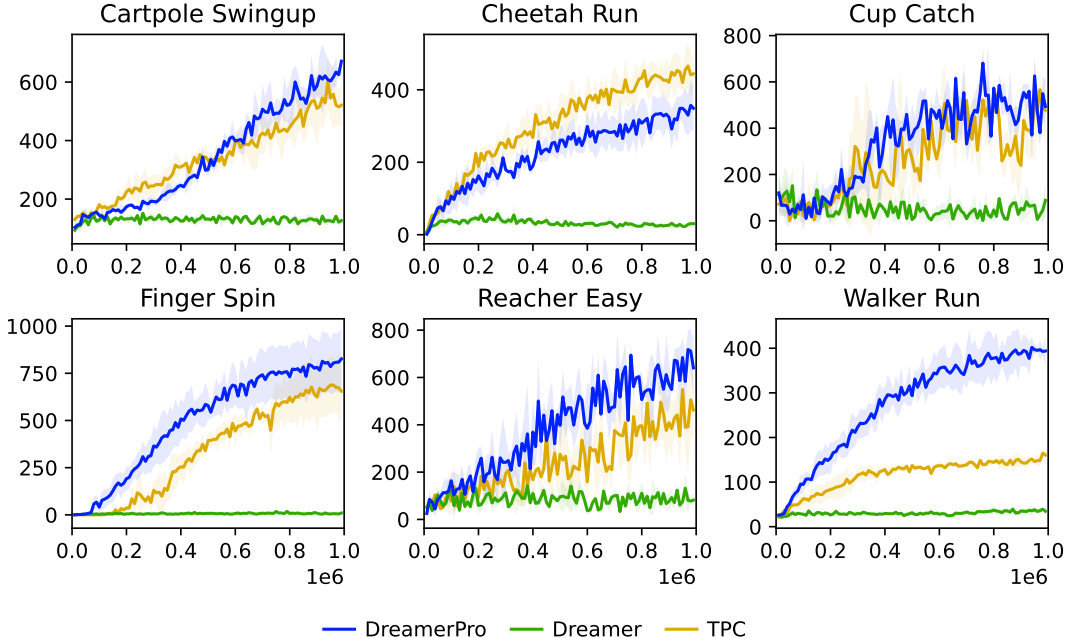 Cartpole Swingup
Cheetah Run
Cup Catch
600
400
200
0.0 0.2 0.4 0.6 0.8 1.0
400
200
0
0.0 0.2 0.4 0.6 0.8 1.0
800
600
400
200
0
0.0 0.2 0.4 0.6 0.8 1.0
Finger Spin
Reacher Easy
Walker Run
1000
750
500
250
0
0.0 0.2 0.4 0.6 0.8 1.0
1e6
800
600
400
200
0
0.0 0.2 0.4 0.6 0.8 1.0
1e6
400
300
200
100
0
0.0 0.2 0.4 0.6 0.8 1.0
1e6
DreamerPro Dreamer TPC